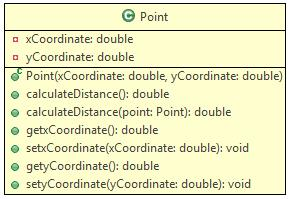 C Point
xCoordinate: double
yCoordinate: double
C Point(xCoordinate: double, yCoordinate: double)
calculateDistance(): double
calculateDistance(point: Point): double
getxCoordinate(): double
setxCoordinate(xCoordinate: double): void
getyCoordinate(): double
setyCoordinate(yCoordinate: double): void